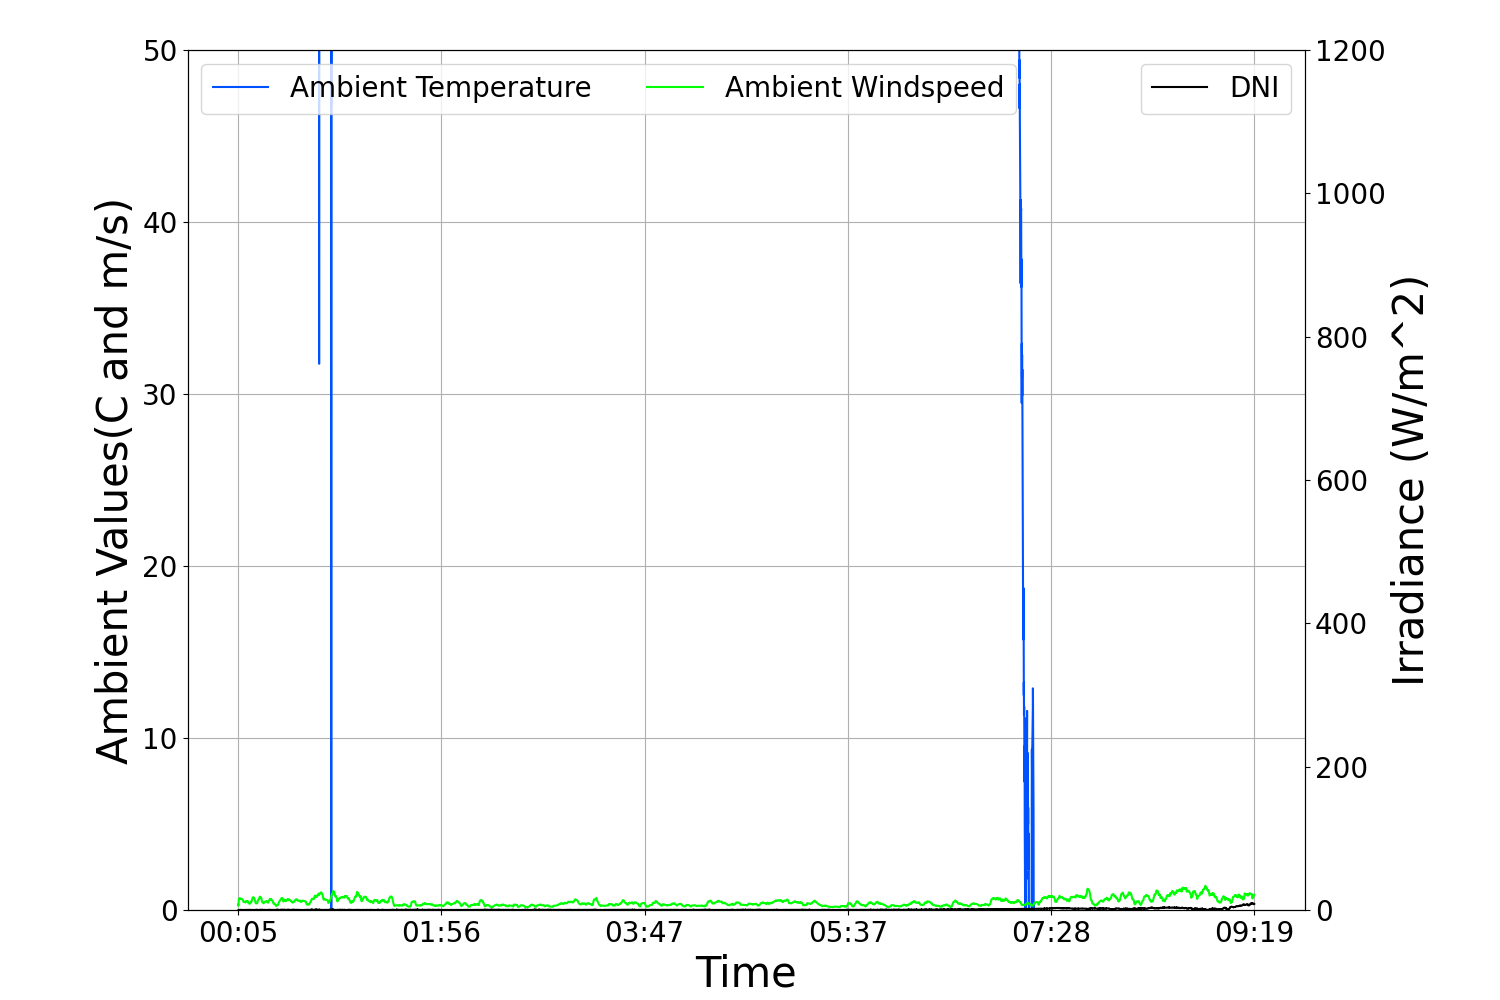 Ambient Temperature
Ambient Windspeed
DNI
Ambient Values(C and m/s)
50
40
30
20
10
0
1200
1000
800
600
400
200
0
Irradiance (W/m^2)
00:05 01:56 03:47 05:37 07:28 09:19
Time